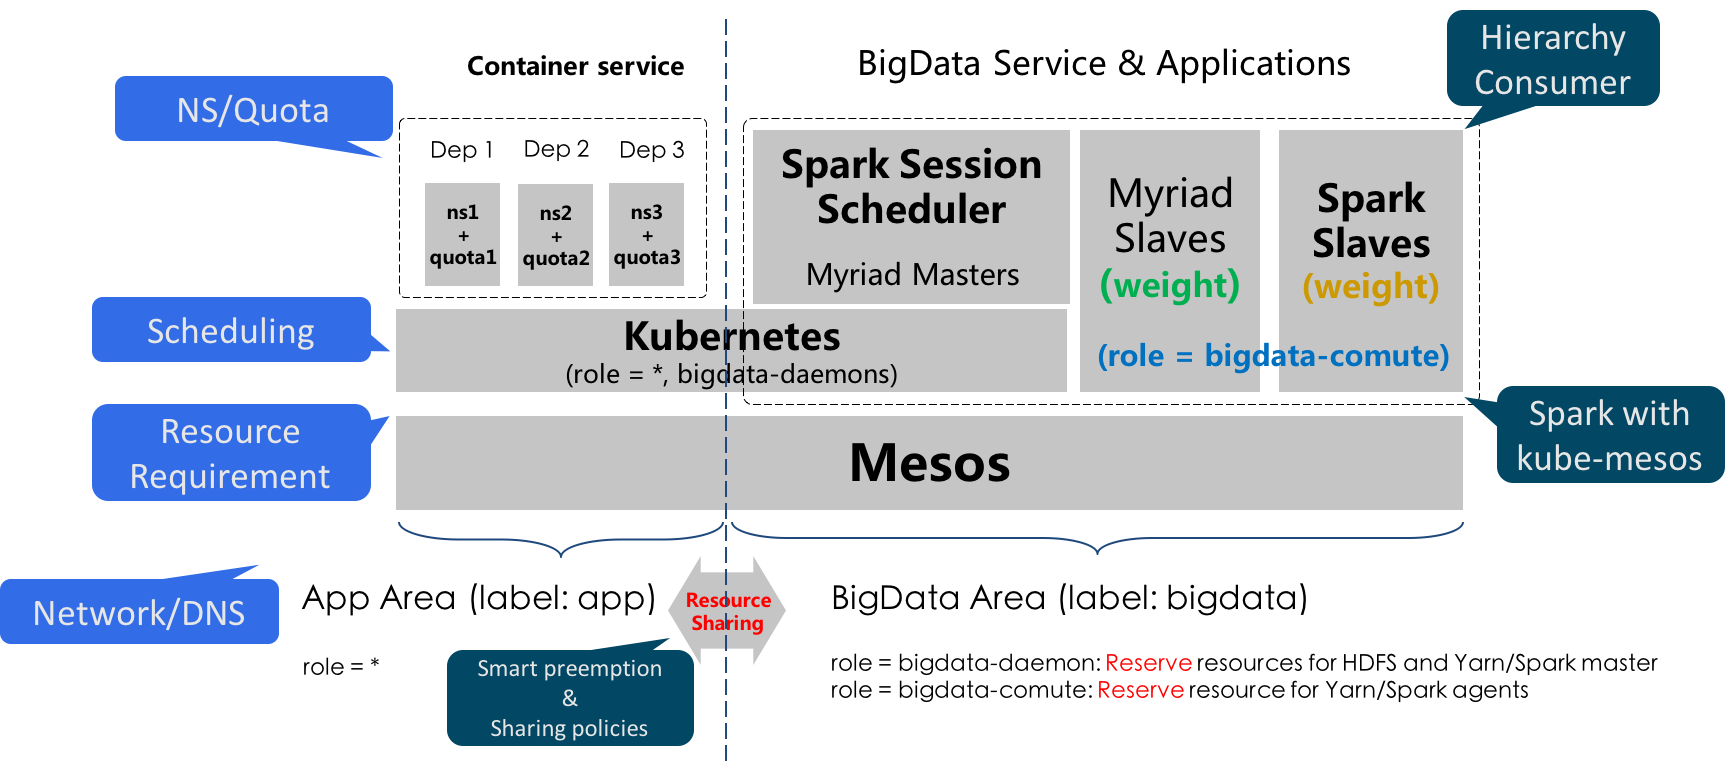 Hierarchy
Consumer
Container service
BigData Service & Applications
NS/Quota
Dep 1
Dep 2
Dep 3
ns1
+
quota1
ns2
+
quota2
ns3
+
quota3
Spark Session
Scheduler
Myriad Masters
Myriad
Slaves
(weight)
Spark
Slaves
(weight)
Scheduling
Kubernetes
(role = *, bigdata-daemons)
(role = bigdata-comute)
Resource
Requirement
Mesos
Spark with
kube-mesos
Network/DNS
App Area (label: app)
Resource
Sharing
BigData Area (label: bigdata)
role = *
Smart preemption
&
Sharing policies
role = bigdata-daemon: Reserve resources for HDFS and Yarn/Spark master
role = bigdata-comute: Reserve resource for Yarn/Spark agents